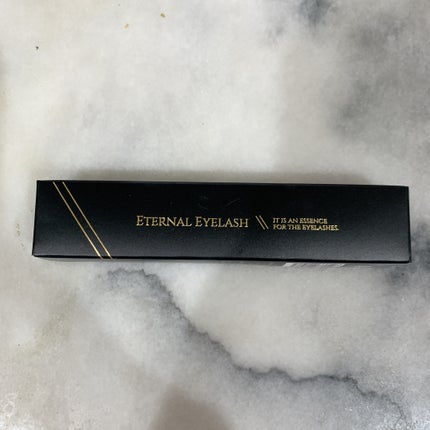 ETERNAL EYELASH
IT IS AN ESSENCE
FOR THE EYELASHES.